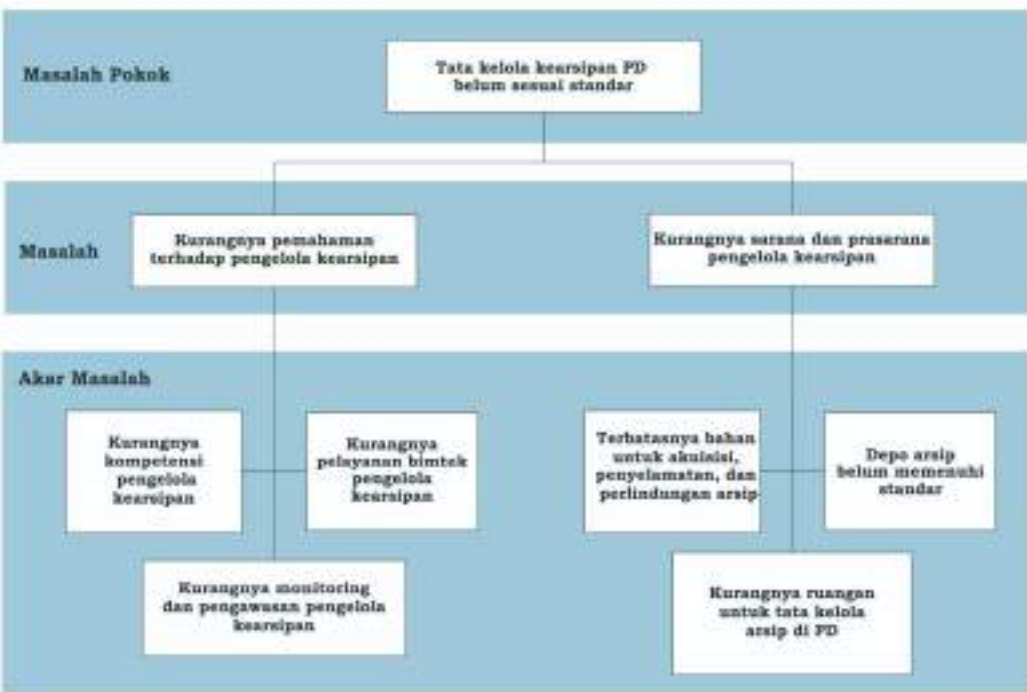 Masalah Pokok
Tata kelola kearsipan PD
belum sesuai standar
Masalah
Kurangnya pemahaman
terhadap pengelola kearsipan
Kurangnya sarana dan prasarana
pengelola kearsipan
Akar Masalah
Kurangnya
kompetensi
pengelola
kearsipan
Kurangnya
pelayanan bimtek
pengelola
kearsipan
Terbatasnya bahan
untuk akuisisi,
penyelamatan, dan
perlindungan arsip
Depo arsip
belum memenuhi
standar
Kurangnya monitoring
dan pengawasan pengelola
kearsipan
Kurangnya ruangan
untuk tata kelola
arsip di PD